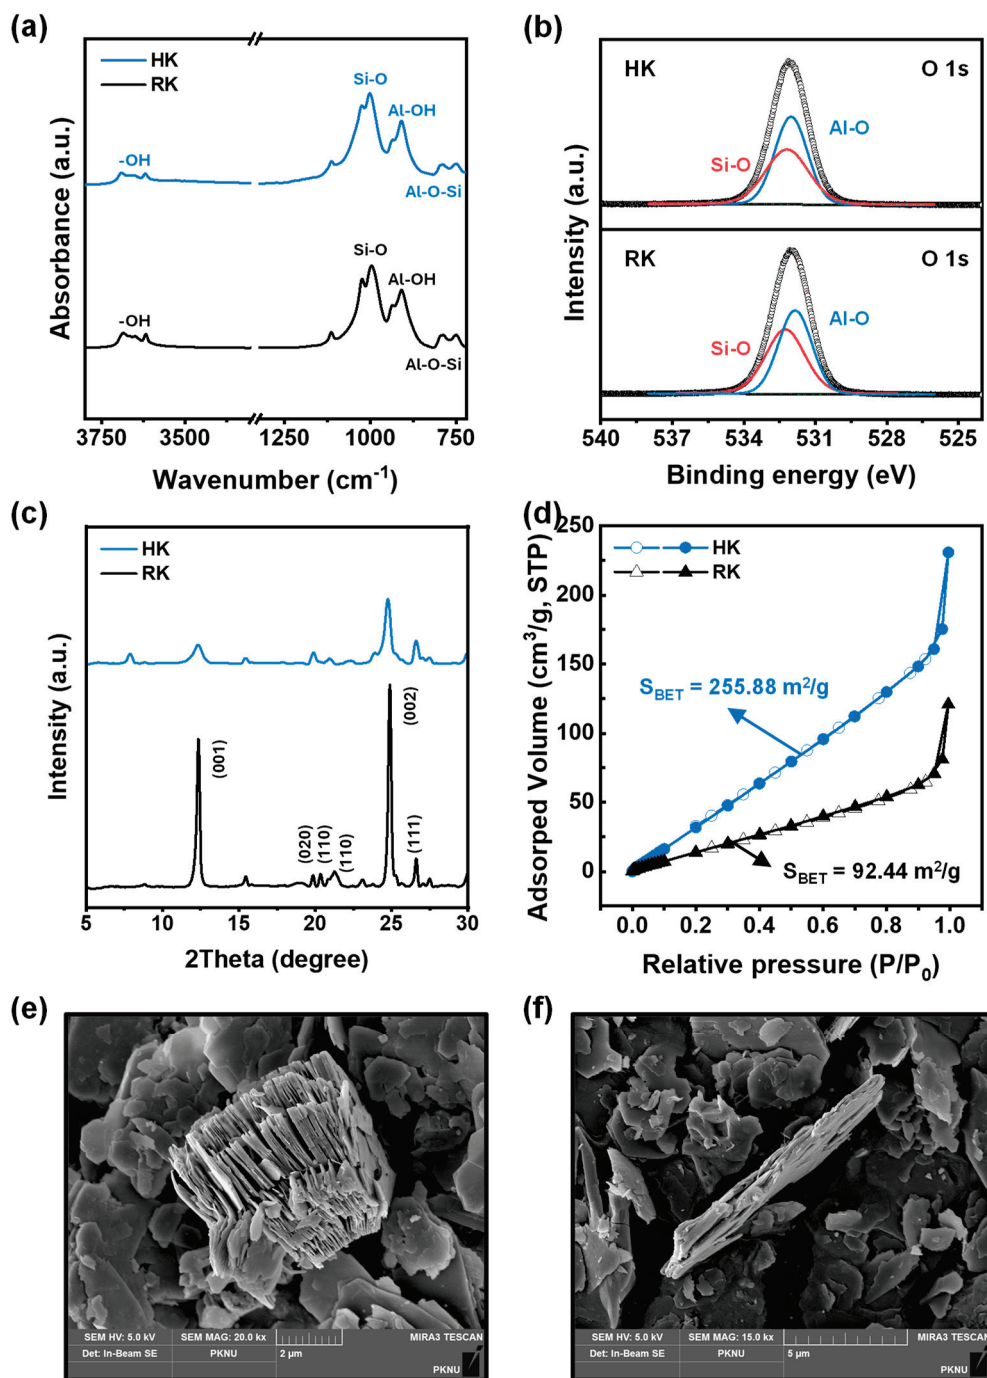 (a)
HK
RK
Si-O
Al-OH
-OH
Al-O-Si
Si-O
Al-OH
-OH
Al-O-Si
Absorbance (a.u.)
3750 3500 1250 1000 750
Wavenumber (cm⁻¹)
(b)
HK O 1s
Al-O
Si-O
RK O 1s
Al-O
Si-O
Intensity (a.u.)
540 537 534 531 528 525
Binding energy (eV)
(c)
HK
RK
(001)
(020)
(110)
(110)
(002)
(111)
Intensity (a.u.)
5 10 15 20 25 30
2Theta (degree)
(d)
HK
RK
S_BET = 255.88 m²/g
S_BET = 92.44 m²/g
Adsorped Volume (cm³/g, STP)
250
200
150
100
50
0
0.0 0.2 0.4 0.6 0.8 1.0
Relative pressure (P/P₀)
(e)
SEM HV: 5.0 kV SEM MAG: 20.0 kx MIRA3 TESCAN
Det: In-Beam SE PKNU 2 µm
PKNU
(f)
SEM HV: 5.0 kV SEM MAG: 15.0 kx MIRA3 TESCAN
Det: In-Beam SE PKNU 5 µm
PKNU